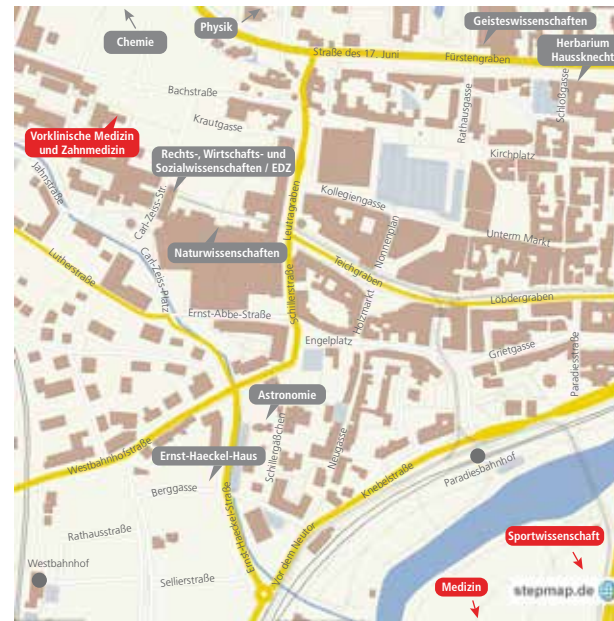 Geisteswissenschaften
Physik
Chemie
Straße des 17. Juni
Fürstengraben
Herbarium
Haussknecht
Bachstraße
Krautgasse
Rathausgasse
Schloßgasse
Vorklinische Medizin
und Zahnmedizin
Rechts-, Wirtschafts- und
Sozialwissenschaften / EDZ
Kirchplatz
Jahnstraße
Carl-Zeiss-Str.
Kollegiengasse
Leutragraben
Nonnenplan
Unterm Markt
Naturwissenschaften
Lutherstraße
Carl-Zeiss-Platz
Teichgraben
Löbdergraben
Ernst-Abbe-Straße
Schillerstraße
Holzmarkt
Engelplatz
Grietgasse
Paradiesstraße
Astronomie
Westbahnhofstraße
Ernst-Haeckel-Haus
Schillergäßchen
Neugasse
Knebelstraße
Paradiesbahnhof
Berggasse
Ernst-Haeckel-Straße
Rathausstraße
Vor dem Neutor
Sportwissenschaft
Westbahnhof
Sellierstraße
Medizin
stepmap.de